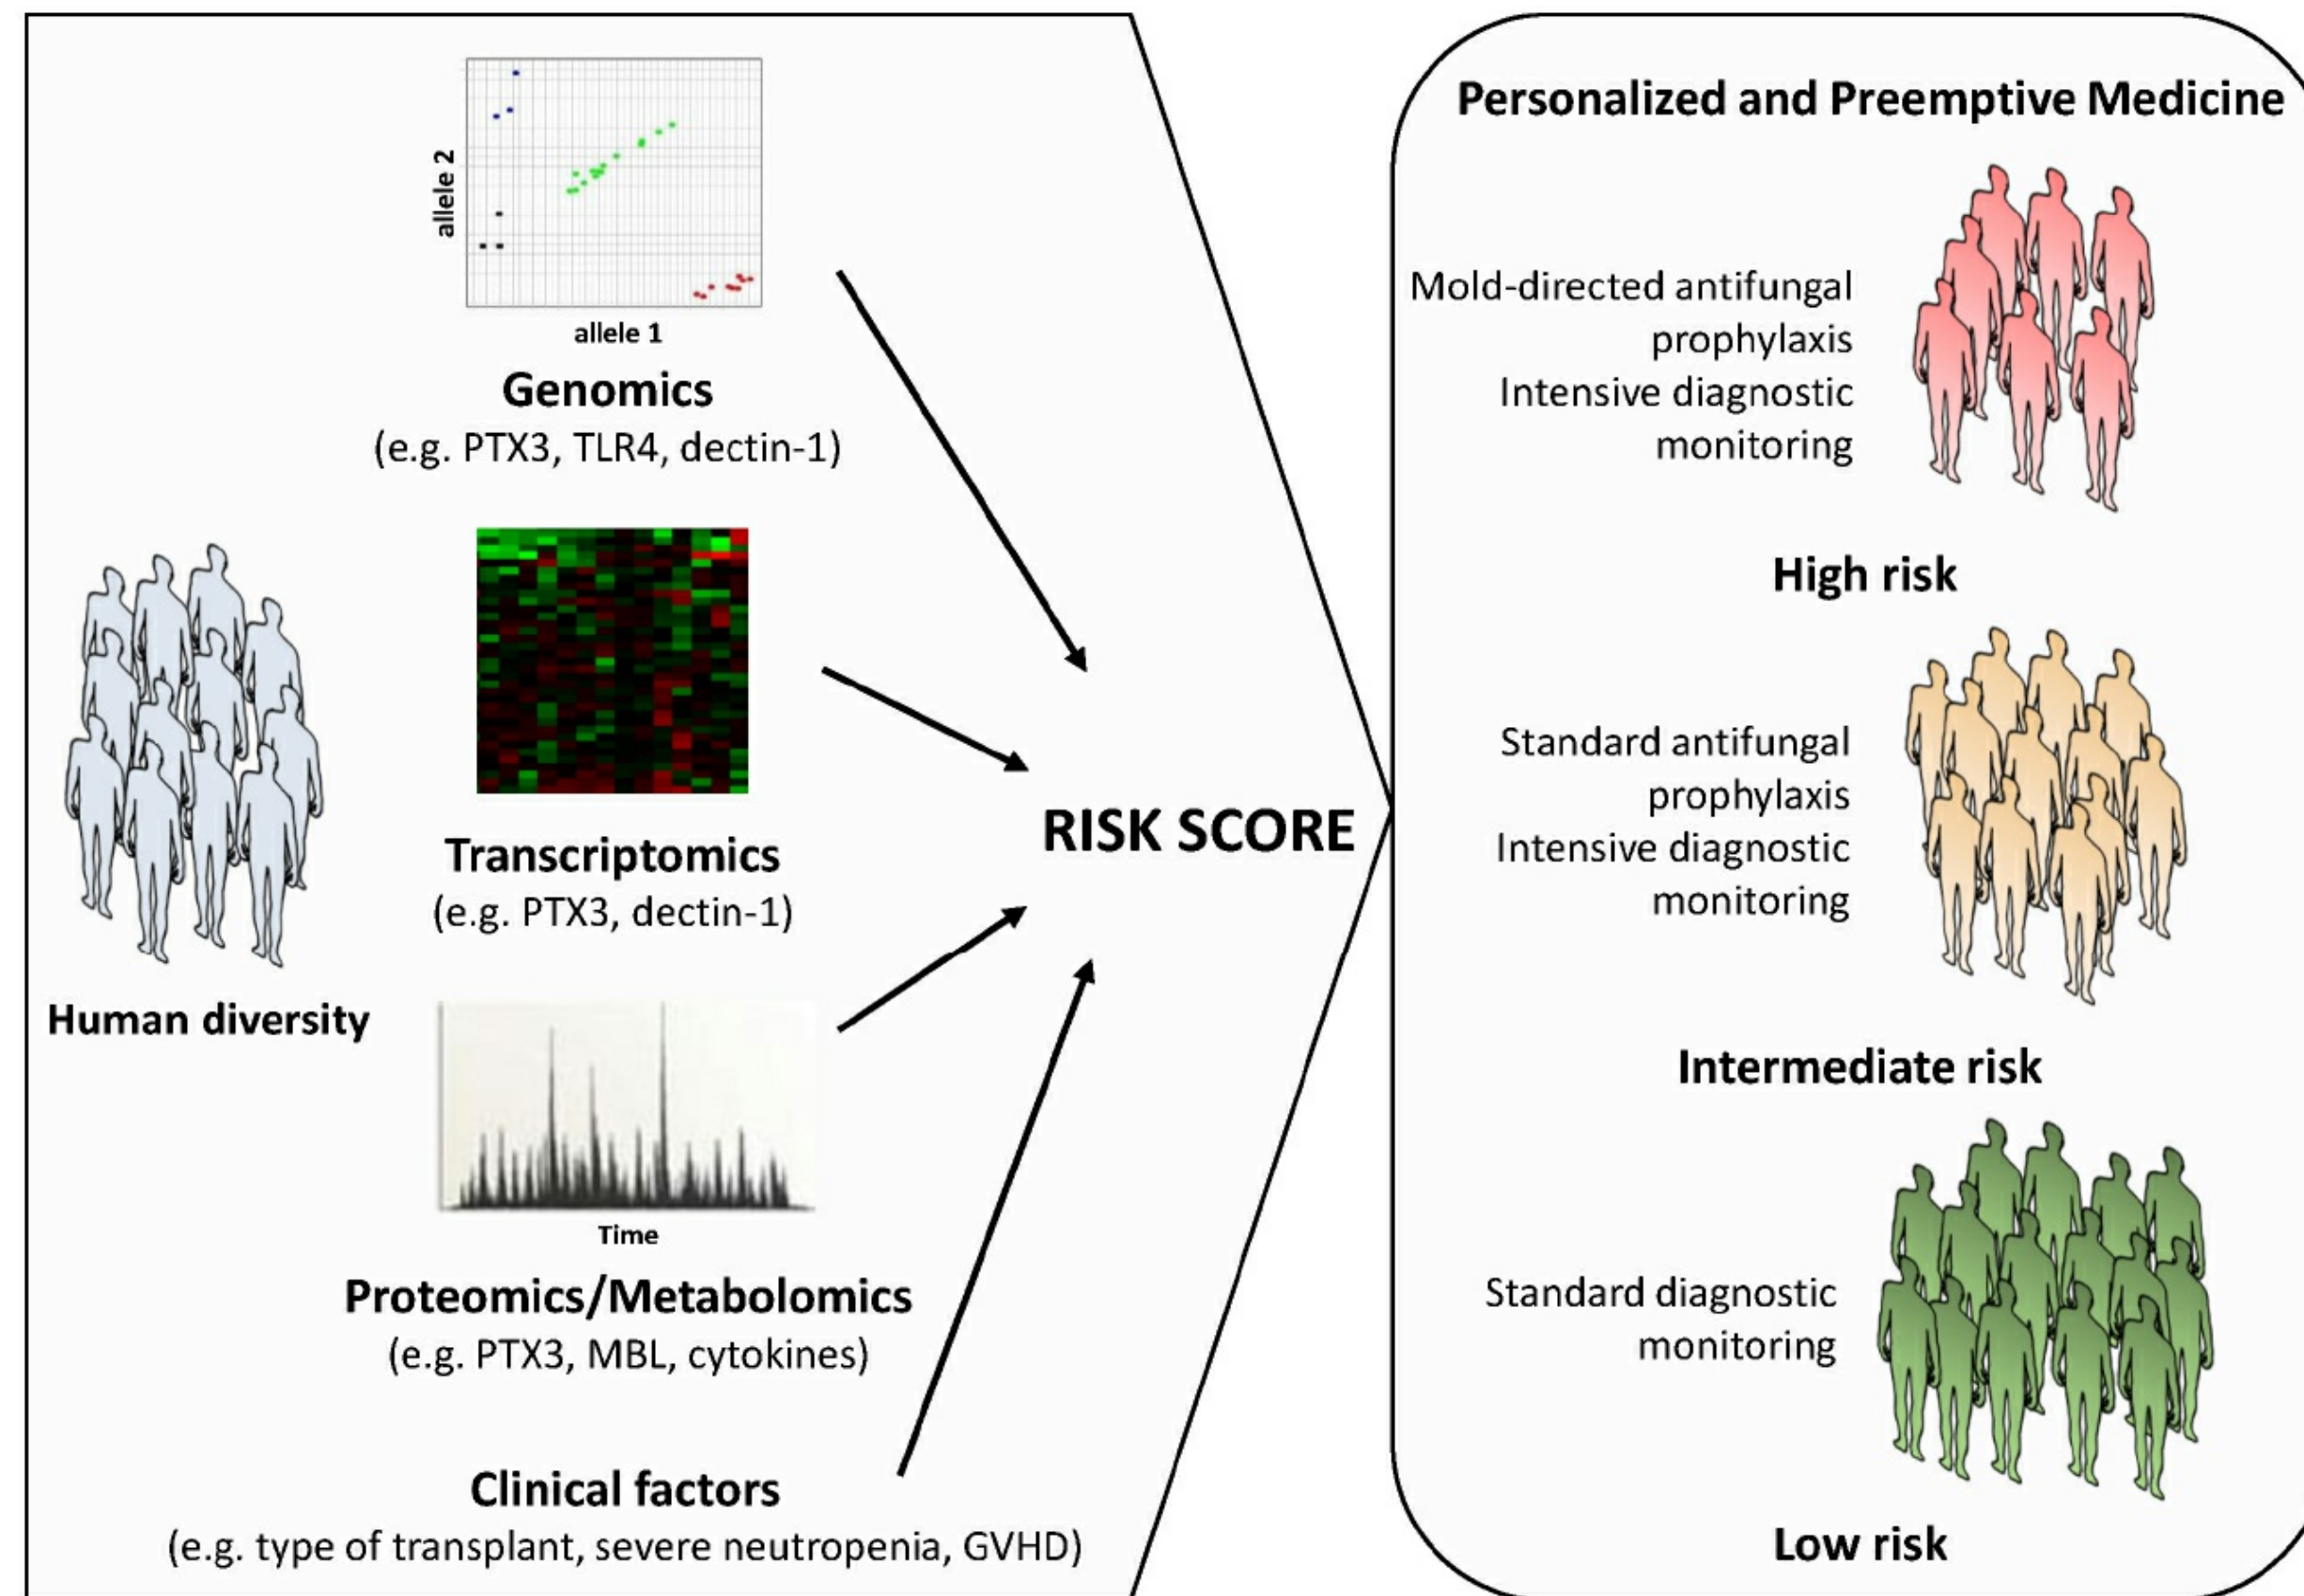 allele 2
allele 1
Genomics
(e.g. PTX3, TLR4, dectin-1)
Transcriptomics
(e.g. PTX3, dectin-1)
Human diversity
Time
Proteomics/Metabolomics
(e.g. PTX3, MBL, cytokines)
Clinical factors
(e.g. type of transplant, severe neutropenia, GVHD)
RISK SCORE
Personalized and Preemptive Medicine
Mold-directed antifungal
prophylaxis
Intensive diagnostic
monitoring
High risk
Standard antifungal
prophylaxis
Intensive diagnostic
monitoring
Intermediate risk
Standard diagnostic
monitoring
Low risk